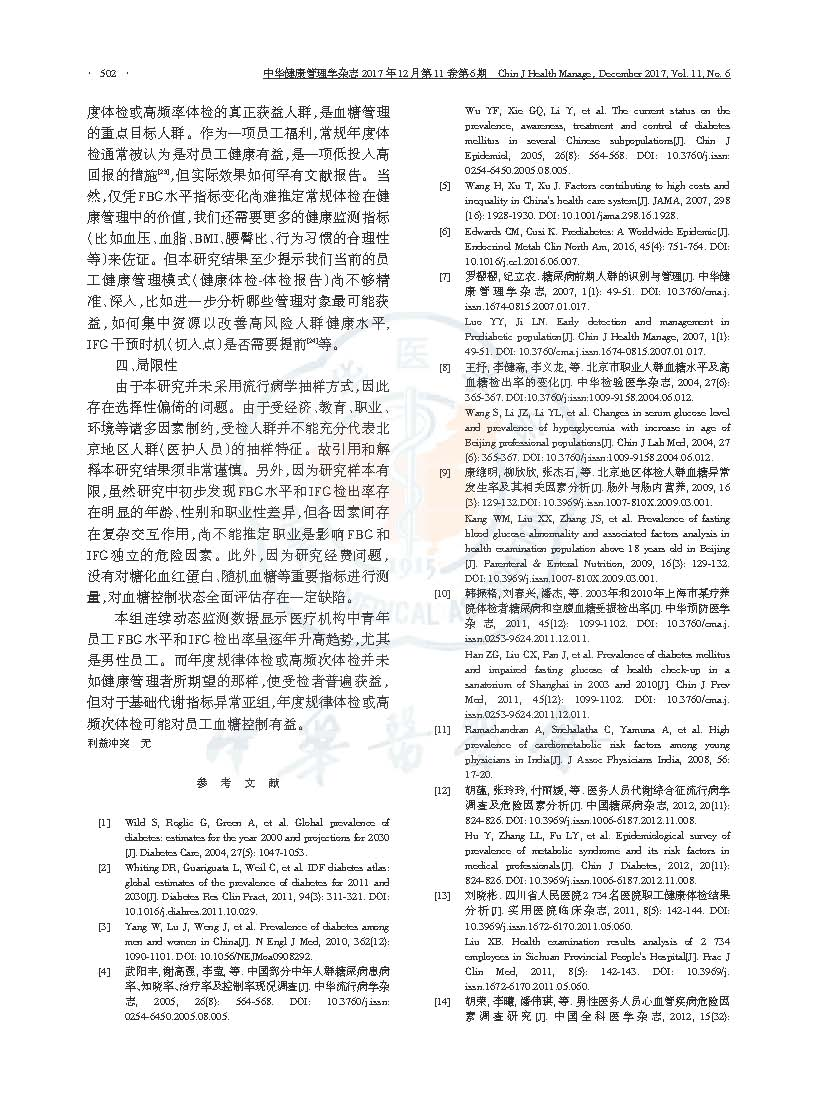 · 502 ·
中华健康管理学杂志 2017 年 12 月第 11 卷第 6 期 Chin J Health Manage, December 2017, Vol. 11, No. 6
度体检或高频率体检的真正获益人群,是血糖管理
的重点目标人群。作为一项员工福利,常规年度体
检通常被认为是对员工健康有益,是一项低投入高
回报的措施[23],但实际效果如何罕有文献报告。当
然,仅凭 FBG 水平指标变化尚难推定常规体检在健
康管理中的价值,我们还需要更多的健康监测指标
(比如血压、血脂、BMI、腰臀比、行为习惯的合理性
等)来佐证。但本研究结果至少提示我们当前的员
工健康管理模式(健康体检-体检报告)尚不够精
准、深入,比如进一步分析哪些管理对象最可能获
益,如何集中资源以改善高风险人群健康水平,
IFG 干预时机(切入点)是否需要提前[24]等。
四、局限性
由于本研究并未采用流行病学抽样方式,因此
存在选择性偏倚的问题。由于受经济、教育、职业、
环境等诸多因素制约,受检人群并不能充分代表北
京地区人群(医护人员)的抽样特征。故引用和解
释本研究结果须非常谨慎。另外,因为研究样本有
限,虽然研究中初步发现 FBG 水平和 IFG 检出率存
在明显的年龄、性别和职业性差异,但各因素间存
在复杂交互作用,尚不能推定职业是影响 FBG 和
IFG 独立的危险因素。此外,因为研究经费问题,
没有对糖化血红蛋白、随机血糖等重要指标进行测
量,对血糖控制状态全面评估存在一定缺陷。
本组连续动态监测数据显示医疗机构中青年
员工 FBG 水平和 IFG 检出率呈逐年升高趋势,尤其
是男性员工。而年度规律体检或高频次体检并未
如健康管理者所期望的那样,使受检者普遍获益,
但对于基础代谢指标异常亚组,年度规律体检或高
频次体检可能对员工血糖控制有益。
利益冲突 无
参 考 文 献
[1] Wild S, Roglic G, Green A, et al. Global prevalence of
diabetes: estimates for the year 2000 and projections for 2030
[J]. Diabetes Care, 2004, 27(5): 1047-1053.
[2] Whiting DR, Guariguata L, Weil C, et al. IDF diabetes atlas:
global estimates of the prevalence of diabetes for 2011 and
2030[J]. Diabetes Res Clin Pract, 2011, 94(3): 311-321. DOI:
10.1016/j.diabres.2011.10.029.
[3] Yang W, Lu J, Weng J, et al. Prevalence of diabetes among
men and women in China[J]. N Engl J Med, 2010, 362(12):
1090-1101. DOI: 10.1056/NEJMoa0908292.
[4] 武阳丰, 谢高强, 李莹, 等. 中国部分中年人群糖尿病患病
率、知晓率、治疗率及控制率现况调查[J]. 中华流行病学杂
志, 2005, 26(8): 564-568. DOI: 10.3760/j.issn:
0254-6450.2005.08.005.
Wu YF, Xie GQ, Li Y, et al. The current status on the
prevalence, awareness, treatment and control of diabetes
mellitus in several Chinese subpopulations[J]. Chin J
Epidemiol, 2005, 26(8): 564-568. DOI: 10.3760/j.issn:
0254-6450.2005.08.005.
[5] Wang H, Xu T, Xu J. Factors contributing to high costs and
inequality in China's health care system[J]. JAMA, 2007, 298
(16): 1928-1930. DOI: 10.1001/jama.298.16.1928.
[6] Edwards CM, Cusi K. Prediabetes: A Worldwide Epidemic[J].
Endocrinol Metab Clin North Am, 2016, 45(4): 751-764. DOI:
10.1016/j.ecl.2016.06.007.
[7] 罗樱樱, 纪立农. 糖尿病前期人群的识别与管理[J]. 中华健
康管理学杂志, 2007, 1(1): 49-51. DOI: 10.3760/cma.j.
issn.1674-0815.2007.01.017.
Luo YY, Ji LN. Early detection and management in
Prediabetic population[J]. Chin J Health Manage, 2007, 1(1):
49-51. DOI: 10.3760/cma.j.issn.1674-0815.2007.01.017.
[8] 王抒, 李健斋, 李义龙, 等. 北京市职业人群血糖水平及高
血糖检出率的变化[J]. 中华检验医学杂志, 2004, 27(6):
365-367. DOI:10.3760/j:issn:1009-9158.2004.06.012.
Wang S, Li JZ, Li YL, et al. Changes in serum glucose level
and prevalence of hyperglycemia with increase in age of
Beijing professional populations[J]. Chin J Lab Med, 2004, 27
(6): 365-367. DOI: 10.3760/j:issn:1009-9158.2004.06.012.
[9] 康维明, 柳欣欣, 张杰石, 等. 北京地区体检人群血糖异常
发生率及其相关因素分析[J]. 肠外与肠内营养, 2009, 16
(3): 129-132.DOI: 10.3969/j.issn.1007-810X.2009.03.001.
Kang WM, Liu XX, Zhang JS, et al. Prevalence of fasting
blood glucose abnormality and associated factors analysis in
health examination population above 18 years old in Beijing
[J]. Parenteral & Enteral Nutrition, 2009, 16(3): 129-132.
DOI: 10.3969/j.issn.1007-810X.2009.03.001.
[10] 韩振格, 刘春兴, 潘杰, 等. 2003年和2010年上海市某疗养
院体检者糖尿病和空腹血糖受损检出率[J]. 中华预防医学
杂志, 2011, 45(12): 1099-1102. DOI: 10.3760/cma.j.
issn.0253-9624.2011.12.011.
Han ZG, Liu CX, Pan J, et al. Prevalence of diabetes mellitus
and impaired fasting glucose of health check-up in a
sanatorium of Shanghai in 2003 and 2010[J]. Chin J Prev
Med, 2011, 45(12): 1099-1102. DOI: 10.3760/cma.j.
issn.0253-9624.2011.12.011.
[11] Ramachandran A, Snehalatha C, Yamuna A, et al. High
prevalence of cardiometabolic risk factors among young
physicians in India[J]. J Assoc Physicians India, 2008, 56:
17-20.
[12] 胡蕴, 张玲玲, 付丽媛, 等. 医务人员代谢综合征流行病学
调查及危险因素分析[J]. 中国糖尿病杂志, 2012, 20(11):
824-826. DOI: 10.3969/j.issn.1006-6187.2012.11.008.
Hu Y, Zhang LL, Fu LY, et al. Epidemiological survey of
prevalence of metabolic syndrome and its risk factors in
medical professionals[J]. Chin J Diabetes, 2012, 20(11):
824-826. DOI: 10.3969/j.issn.1006-6187.2012.11.008.
[13] 刘晓彬. 四川省人民医院 2 734 名医院职工健康体检结果
分析[J]. 实用医院临床杂志, 2011, 8(5): 142-144. DOI:
10.3969/j.issn.1672-6170.2011.05.060.
Liu XB. Health examination results analysis of 2 734
employees in Sichuan Provincial People's Hospital[J]. Prac J
Clin Med, 2011, 8(5): 142-143. DOI: 10.3969/j.
issn.1672-6170.2011.05.060.
[14] 胡荣, 李曦, 潘伟琪, 等. 男性医务人员心血管疾病危险因
素调查研究[J]. 中国全科医学杂志, 2012, 15(32):